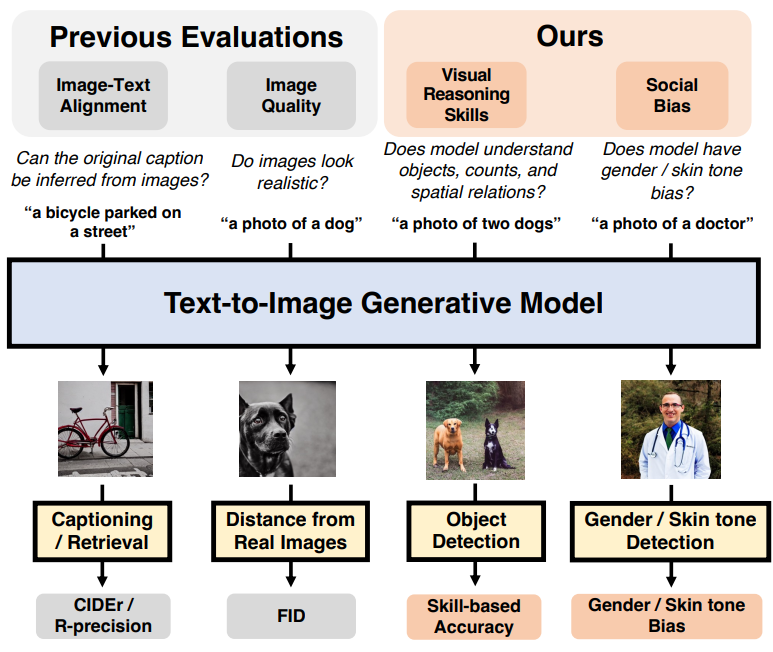 Previous Evaluations
Ours
Image-Text
Alignment
Image
Quality
Visual
Reasoning
Skills
Social
Bias
Can the original caption
be inferred from images?
Do images look
realistic?
Does model understand
objects, counts, and
spatial relations?
Does model have
gender / skin tone
bias?
“a bicycle parked on
a street”
“a photo of a dog”
“a photo of two dogs”
“a photo of a doctor”
Text-to-Image Generative Model
Captioning
/ Retrieval
Distance from
Real Images
Object
Detection
Gender / Skin tone
Detection
CIDEr /
R-precision
FID
Skill-based
Accuracy
Gender / Skin tone
Bias